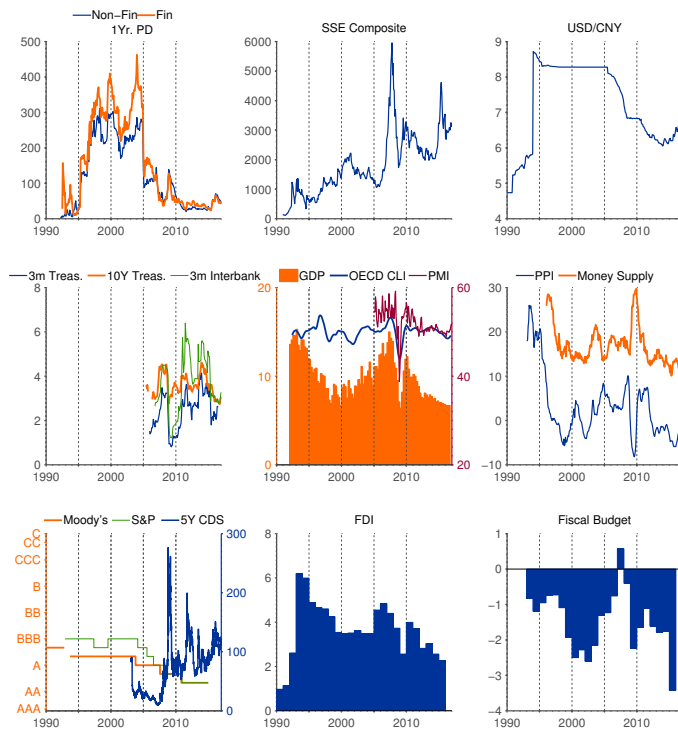 Non-Fin Fin
1Yr. PD
500
400
300
200
100
0
1990 2000 2010
SSE Composite
6000
5000
4000
3000
2000
1000
0
1990 2000 2010
USD/CNY
9
8
7
6
5
4
1990 2000 2010
3m Treas. 10Y Treas. 3m Interbank
8
6
4
2
0
1990 2000 2010
GDP OECD CLI PMI
20 60
10 40
0 20
1990 2000 2010
PPI Money Supply
30
20
10
0
−10
1990 2000 2010
Moody's S&P 5Y CDS
C 300
CC
CCC
B 200
BB
BBB 100
A
AA
AAA 0
1990 2000 2010
FDI
8
6
4
2
0
1990 2000 2010
Fiscal Budget
1
0
−1
−2
−3
−4
1990 2000 2010